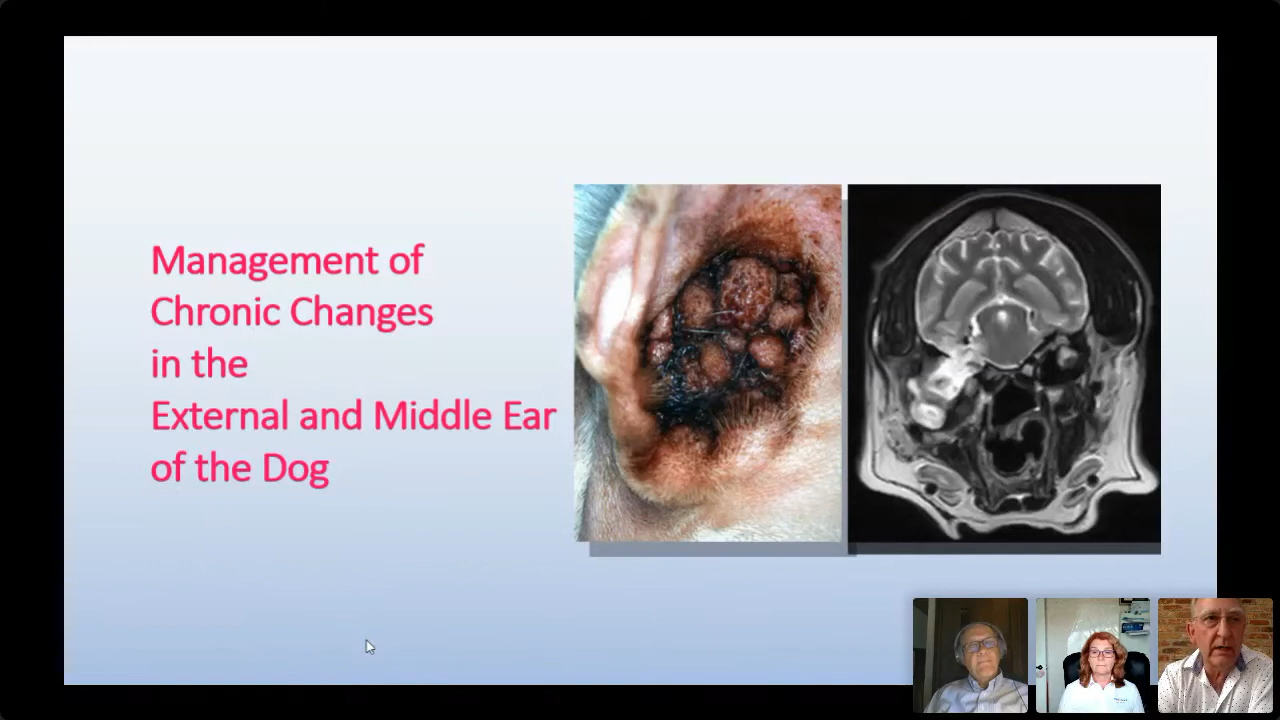 Management of
Chronic Changes
in the
External and Middle Ear
of the Dog